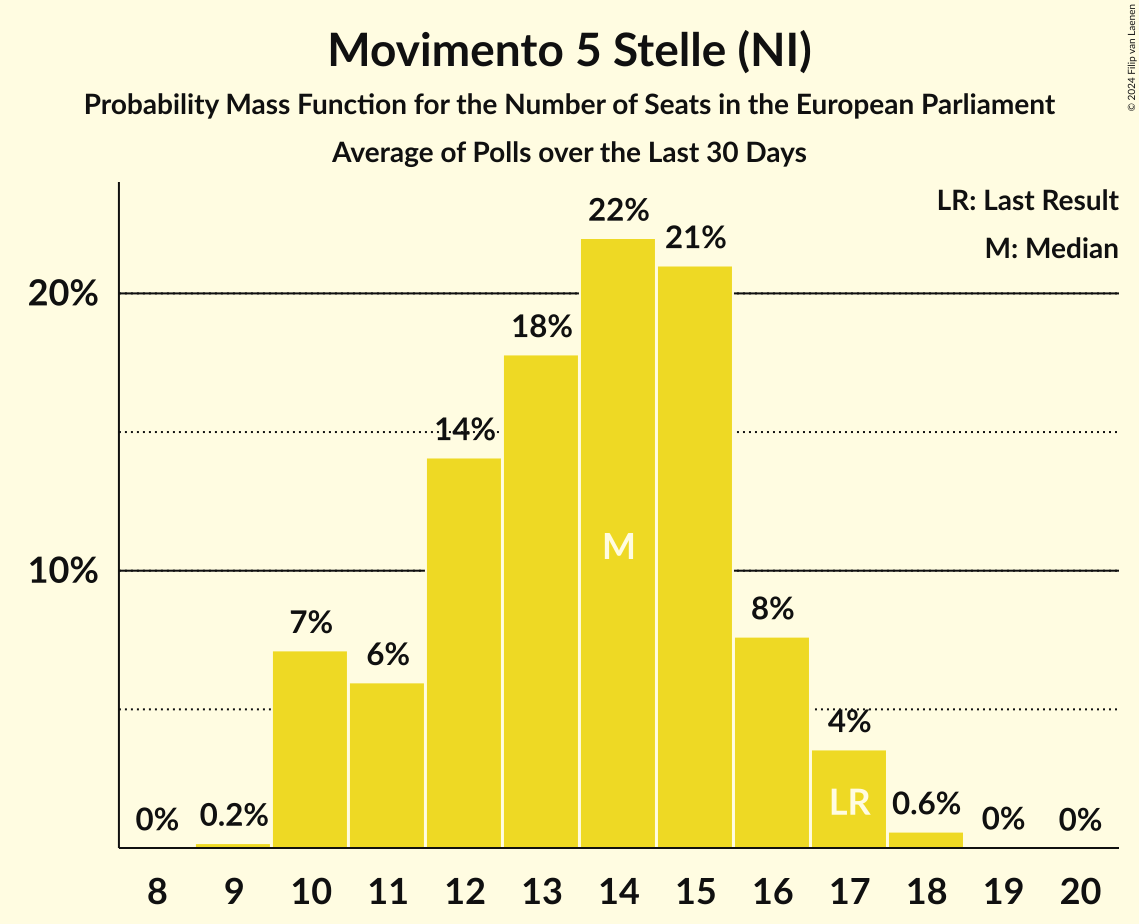 Movimento 5 Stelle (NI)
Probability Mass Function for the Number of Seats in the European Parliament
Average of Polls over the Last 30 Days
© 2024 Filip van Laenen
LR: Last Result
M: Median
20%
10%
0%
0.2%
7%
6%
14%
18%
22%
21%
8%
4%
0.6%
0%
0%
M
LR
8 9 10 11 12 13 14 15 16 17 18 19 20